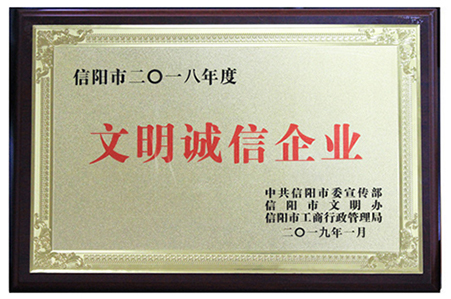 信阳市二〇一八年度
文明诚信企业
中共信阳市委宣传部
信阳市文明办
信阳市工商行政管理局
二〇一九年一月